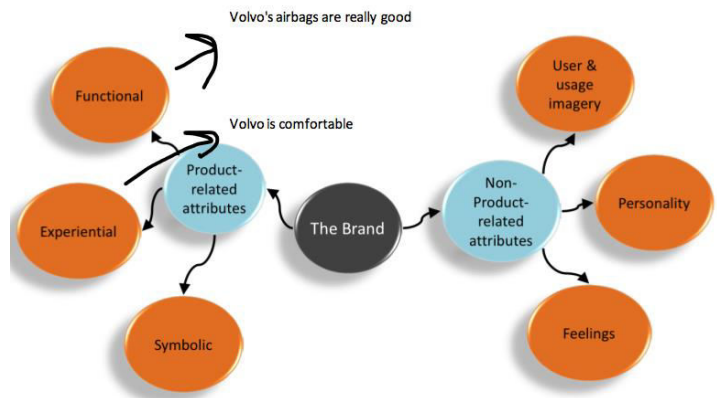 Volvo's airbags are really good
Functional
Volvo is comfortable
Product-
related
attributes
Experiential
Symbolic
The Brand
Non-
Product-
related
attributes
User &
usage
imagery
Personality
Feelings